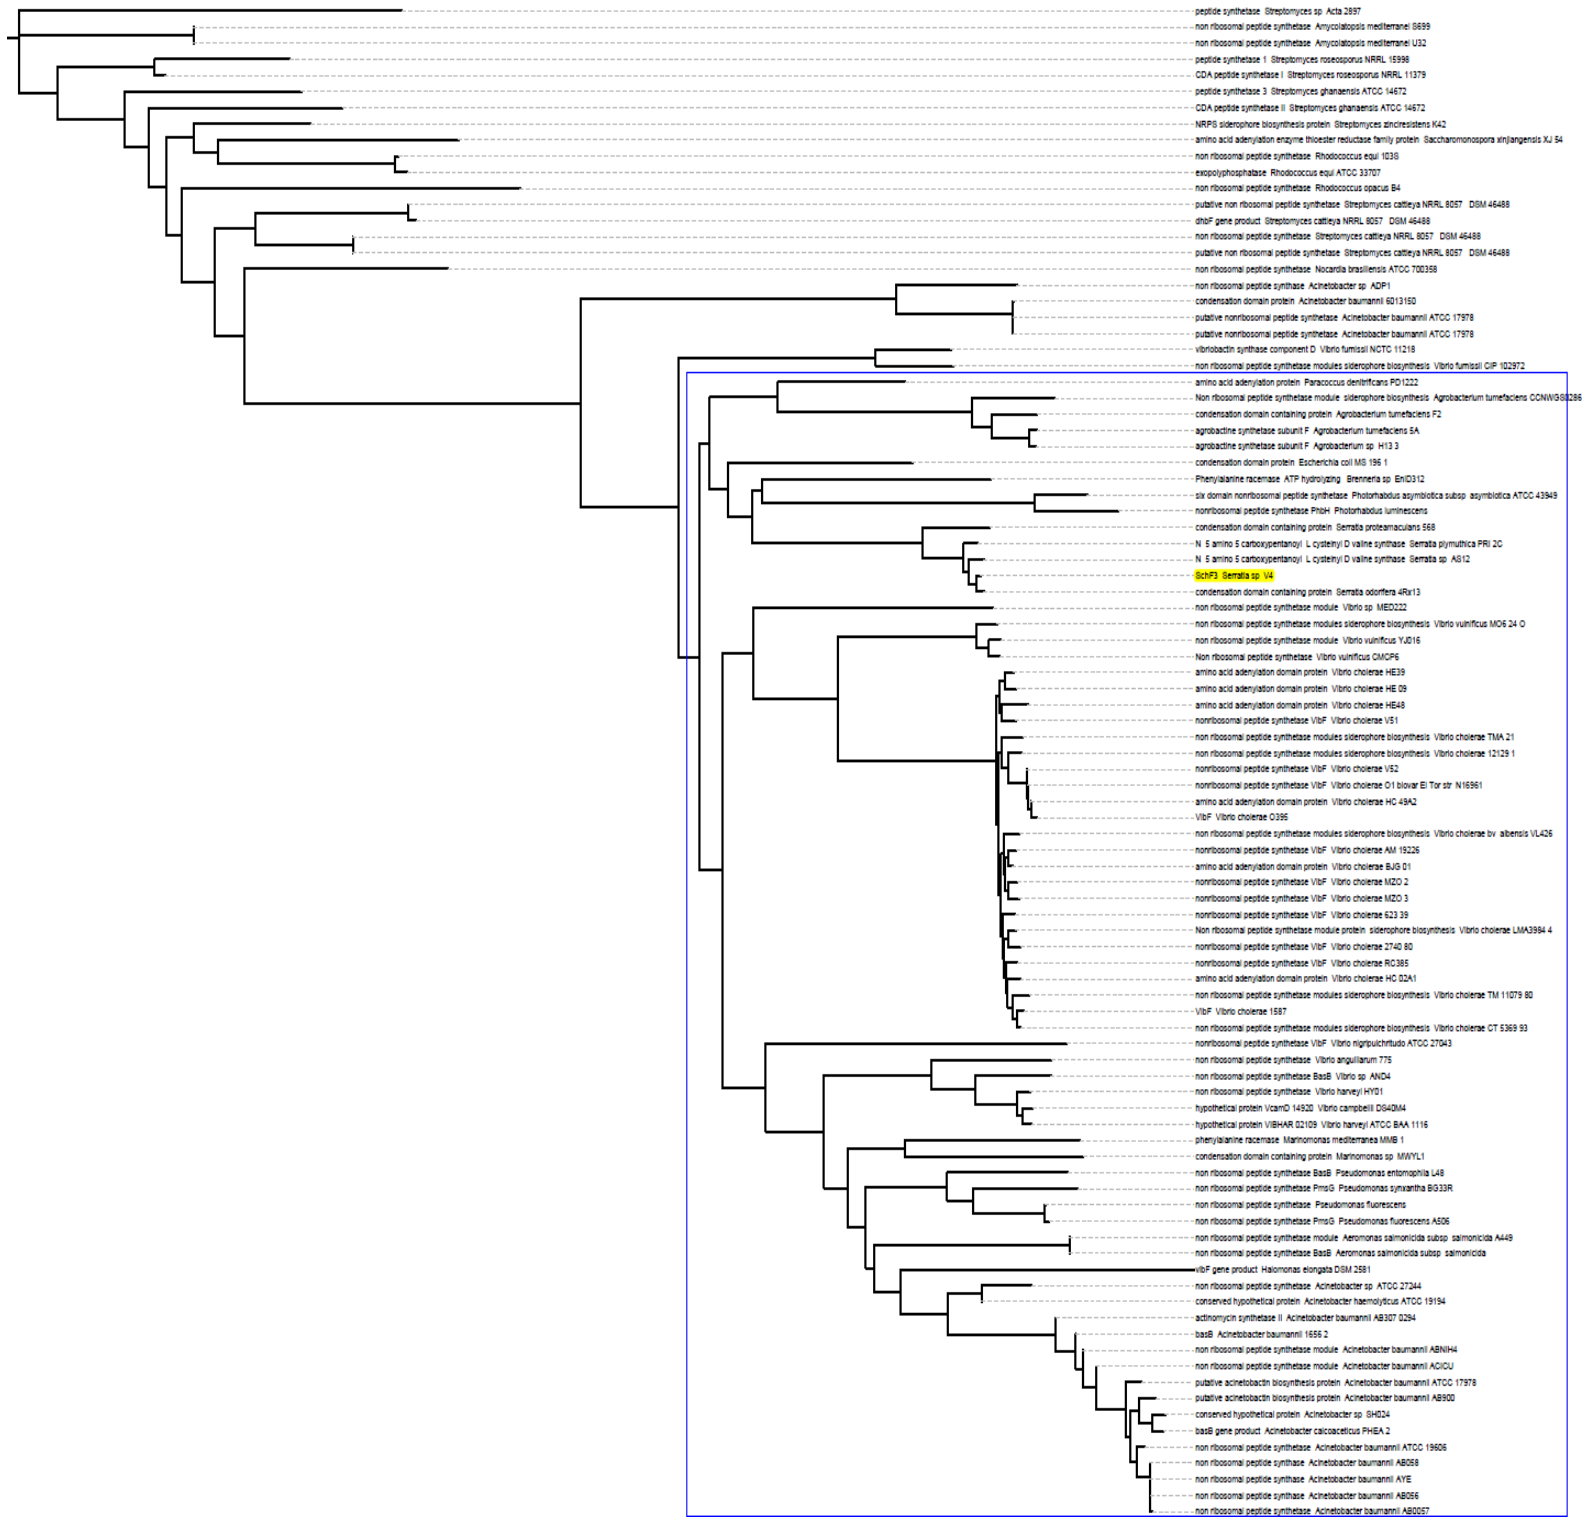 peptide synthetase Streptomyces sp Acta 2897
non ribosomal peptide synthetase Amycolatopsis mediterranei S699
non ribosomal peptide synthetase Amycolatopsis mediterranei U32
peptide synthetase 1 Streptomyces roseosporus NRRL 15998
CDA peptide synthetase I Streptomyces roseosporus NRRL 11379
peptide synthetase 3 Streptomyces ghanaensis ATCC 14672
CDA peptide synthetase II Streptomyces ghanaensis ATCC 14672
NRPS siderophore biosynthesis protein Streptomyces zinciresistens K42
amino acid adenylation enzyme thioester reductase family protein Saccharomonospora xinjiangensis XJ 54
non ribosomal peptide synthetase Rhodococcus equi 103S
exopolyphosphatase Rhodococcus equi ATCC 33707
non ribosomal peptide synthetase Rhodococcus opacus B4
putative non ribosomal peptide synthetase Streptomyces cattleya NRRL 8057 DSM 46488
dhbF gene product Streptomyces cattleya NRRL 8057 DSM 46488
non ribosomal peptide synthetase Streptomyces cattleya NRRL 8057 DSM 46488
putative non ribosomal peptide synthetase Streptomyces cattleya NRRL 8057 DSM 46488
non ribosomal peptide synthetase Nocardia brasiliensis ATCC 700358
non ribosomal peptide synthase Acinetobacter sp ADP1
condensation domain protein Acinetobacter baumannii 6013150
putative nonribosomal peptide synthetase Acinetobacter baumannii ATCC 17978
putative nonribosomal peptide synthetase Acinetobacter baumannii ATCC 17978
vibriobactin synthase component D Vibrio furnissii NCTC 11218
non ribosomal peptide synthetase modules siderophore biosynthesis Vibrio furnissii CIP 102972
amino acid adenylation protein Paracoccus denitrificans PD1222
Non ribosomal peptide synthetase module siderophore biosynthesis Agrobacterium tumefaciens CCNWGS0286
condensation domain containing protein Agrobacterium tumefaciens F2
agrobactine synthetase subunit F Agrobacterium tumefaciens 5A
agrobactine synthetase subunit F Agrobacterium sp H13 3
condensation domain protein Escherichia coli MS 196 1
Phenylalanine racemase ATP hydrolyzing Brenneria sp EniD312
six domain nonribosomal peptide synthetase Photorhabdus asymbiotica subsp asymbiotica ATCC 43949
nonribosomal peptide synthetase PhbH Photorhabdus luminescens
condensation domain containing protein Serratia proteamaculans 568
N 5 amino 5 carboxypentanoyl L cysteinyl D valine synthase Serratia plymuthica PRI 2C
N 5 amino 5 carboxypentanoyl L cysteinyl D valine synthase Serratia sp AS12
SchF3 Serratia sp V4
condensation domain containing protein Serratia odorifera 4Rx13
non ribosomal peptide synthetase module Vibrio sp MED222
non ribosomal peptide synthetase modules siderophore biosynthesis Vibrio vulnificus MO6 24 O
non ribosomal peptide synthetase module Vibrio vulnificus YJ016
Non ribosomal peptide synthetase Vibrio vulnificus CMCP6
amino acid adenylation domain protein Vibrio cholerae HE39
amino acid adenylation domain protein Vibrio cholerae HE 09
amino acid adenylation domain protein Vibrio cholerae HE48
nonribosomal peptide synthetase VibF Vibrio cholerae V51
non ribosomal peptide synthetase modules siderophore biosynthesis Vibrio cholerae TMA 21
non ribosomal peptide synthetase modules siderophore biosynthesis Vibrio cholerae 12129 1
nonribosomal peptide synthetase VibF Vibrio cholerae V52
nonribosomal peptide synthetase VibF Vibrio cholerae O1 biovar El Tor str N16961
amino acid adenylation domain protein Vibrio cholerae HC 49A2
VibF Vibrio cholerae O395
non ribosomal peptide synthetase modules siderophore biosynthesis Vibrio cholerae bv albensis VL426
nonribosomal peptide synthetase VibF Vibrio cholerae AM 19226
amino acid adenylation domain protein Vibrio cholerae BJG 01
nonribosomal peptide synthetase VibF Vibrio cholerae MZO 2
nonribosomal peptide synthetase VibF Vibrio cholerae MZO 3
nonribosomal peptide synthetase VibF Vibrio cholerae 623 39
Non ribosomal peptide synthetase module protein siderophore biosynthesis Vibrio cholerae LMA3984 4
nonribosomal peptide synthetase VibF Vibrio cholerae 2740 80
nonribosomal peptide synthetase VibF Vibrio cholerae RC385
amino acid adenylation domain protein Vibrio cholerae HC 02A1
non ribosomal peptide synthetase modules siderophore biosynthesis Vibrio cholerae TM 11079 80
VibF Vibrio cholerae 1587
non ribosomal peptide synthetase modules siderophore biosynthesis Vibrio cholerae CT 5369 93
nonribosomal peptide synthetase VibF Vibrio nigripulchritudo ATCC 27043
non ribosomal peptide synthetase Vibrio anguillarum 775
non ribosomal peptide synthetase BasB Vibrio sp AND4
non ribosomal peptide synthetase Vibrio harveyi HY01
hypothetical protein VcamD 14920 Vibrio campbellii DS40M4
hypothetical protein VIBHAR 02109 Vibrio harveyi ATCC BAA 1116
phenylalanine racemase Marinomonas mediterranea MMB 1
condensation domain containing protein Marinomonas sp MWYL1
non ribosomal peptide synthetase BasB Pseudomonas entomophila L48
non ribosomal peptide synthetase PmsG Pseudomonas synxantha BG33R
non ribosomal peptide synthetase Pseudomonas fluorescens
non ribosomal peptide synthetase PmsG Pseudomonas fluorescens A506
non ribosomal peptide synthetase module Aeromonas salmonicida subsp salmonicida A449
non ribosomal peptide synthetase BasB Aeromonas salmonicida subsp salmonicida
vibF gene product Halomonas elongata DSM 2581
non ribosomal peptide synthetase Acinetobacter sp ATCC 27244
conserved hypothetical protein Acinetobacter haemolyticus ATCC 19194
actinomycin synthetase II Acinetobacter baumannii AB307 0294
basB Acinetobacter baumannii 1656 2
non ribosomal peptide synthetase module Acinetobacter baumannii ABNIH4
non ribosomal peptide synthetase module Acinetobacter baumannii ACICU
putative acinetobactin biosynthesis protein Acinetobacter baumannii ATCC 17978
putative acinetobactin biosynthesis protein Acinetobacter baumannii AB900
conserved hypothetical protein Acinetobacter sp SH024
basB gene product Acinetobacter calcoaceticus PHEA 2
non ribosomal peptide synthetase Acinetobacter baumannii ATCC 19606
non ribosomal peptide synthase Acinetobacter baumannii AB058
non ribosomal peptide synthase Acinetobacter baumannii AYE
non ribosomal peptide synthase Acinetobacter baumannii AB056
non ribosomal peptide synthetase Acinetobacter baumannii AB0057